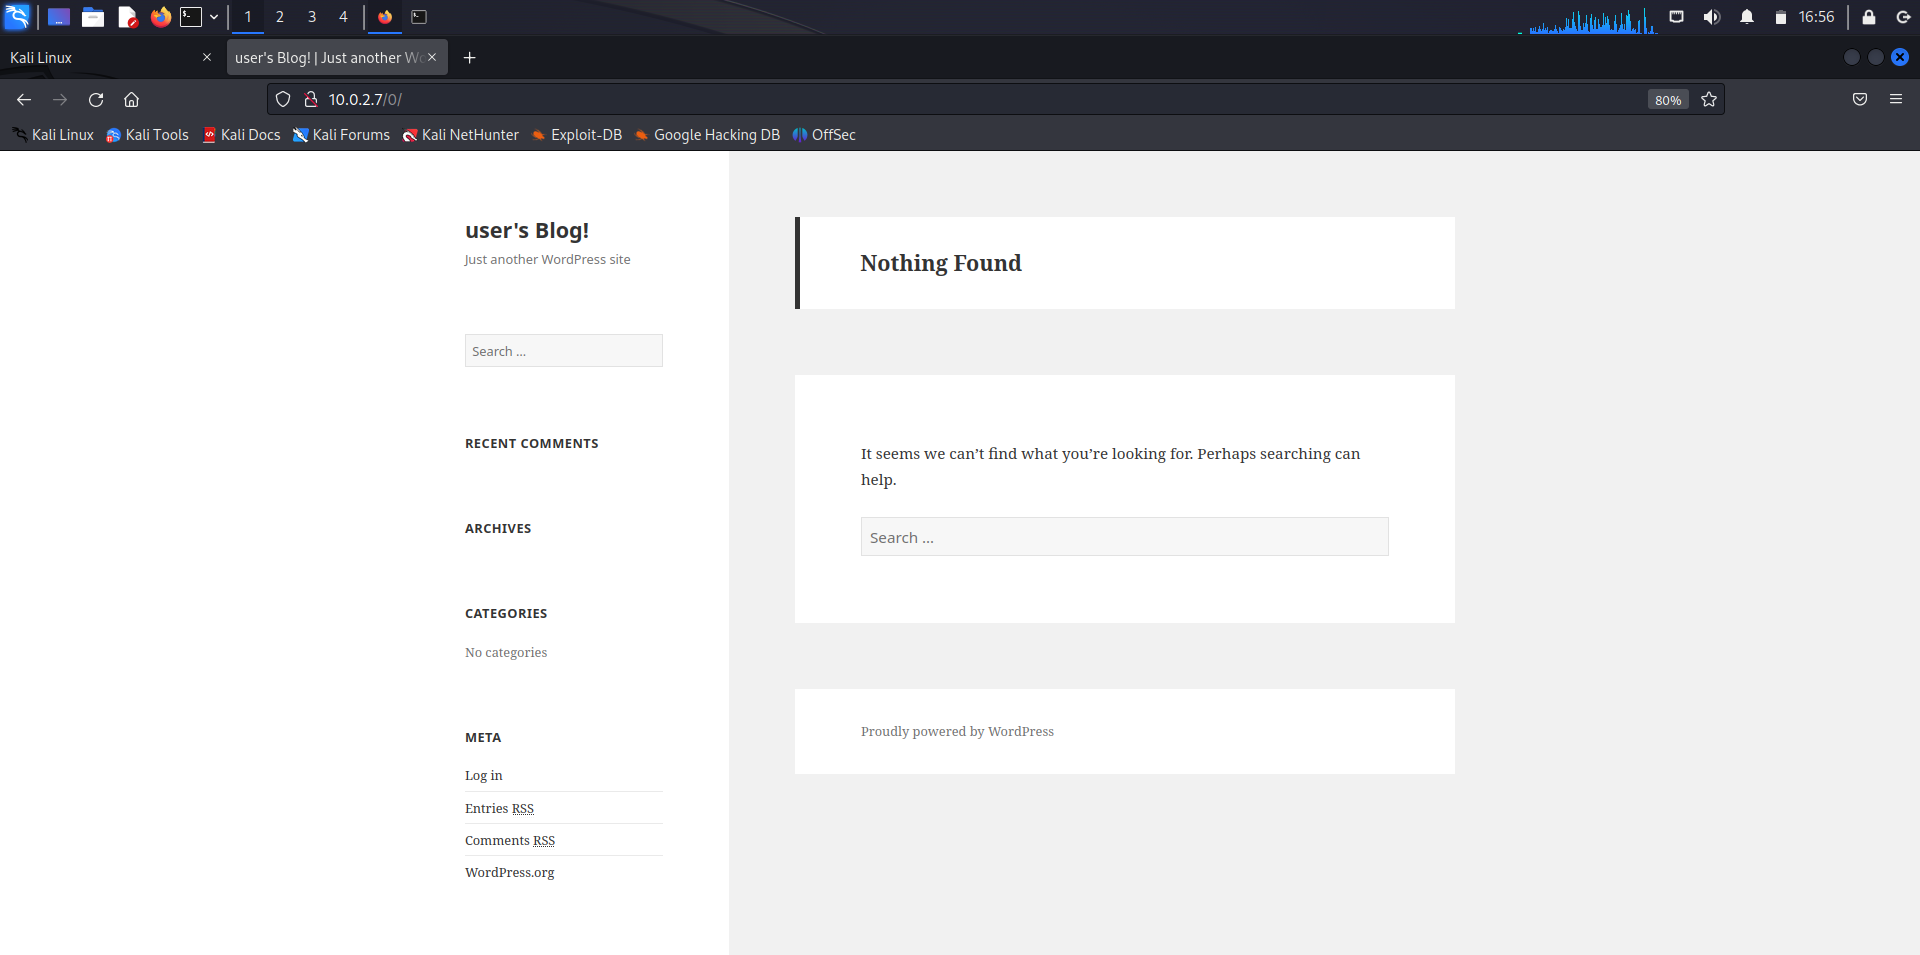 1 2 3 4 16:56
Kali Linux
user's Blog! | Just another Wo
10.0.2.7/0/ 80%
Kali Linux Kali Tools Kali Docs Kali Forums Kali NetHunter Exploit-DB Google Hacking DB OffSec
user's Blog!
Just another WordPress site
Search ...
RECENT COMMENTS
ARCHIVES
CATEGORIES
No categories
META
Log in
Entries RSS
Comments RSS
WordPress.org
Nothing Found
It seems we can’t find what you’re looking for. Perhaps searching can
help.
Search ...
Proudly powered by WordPress